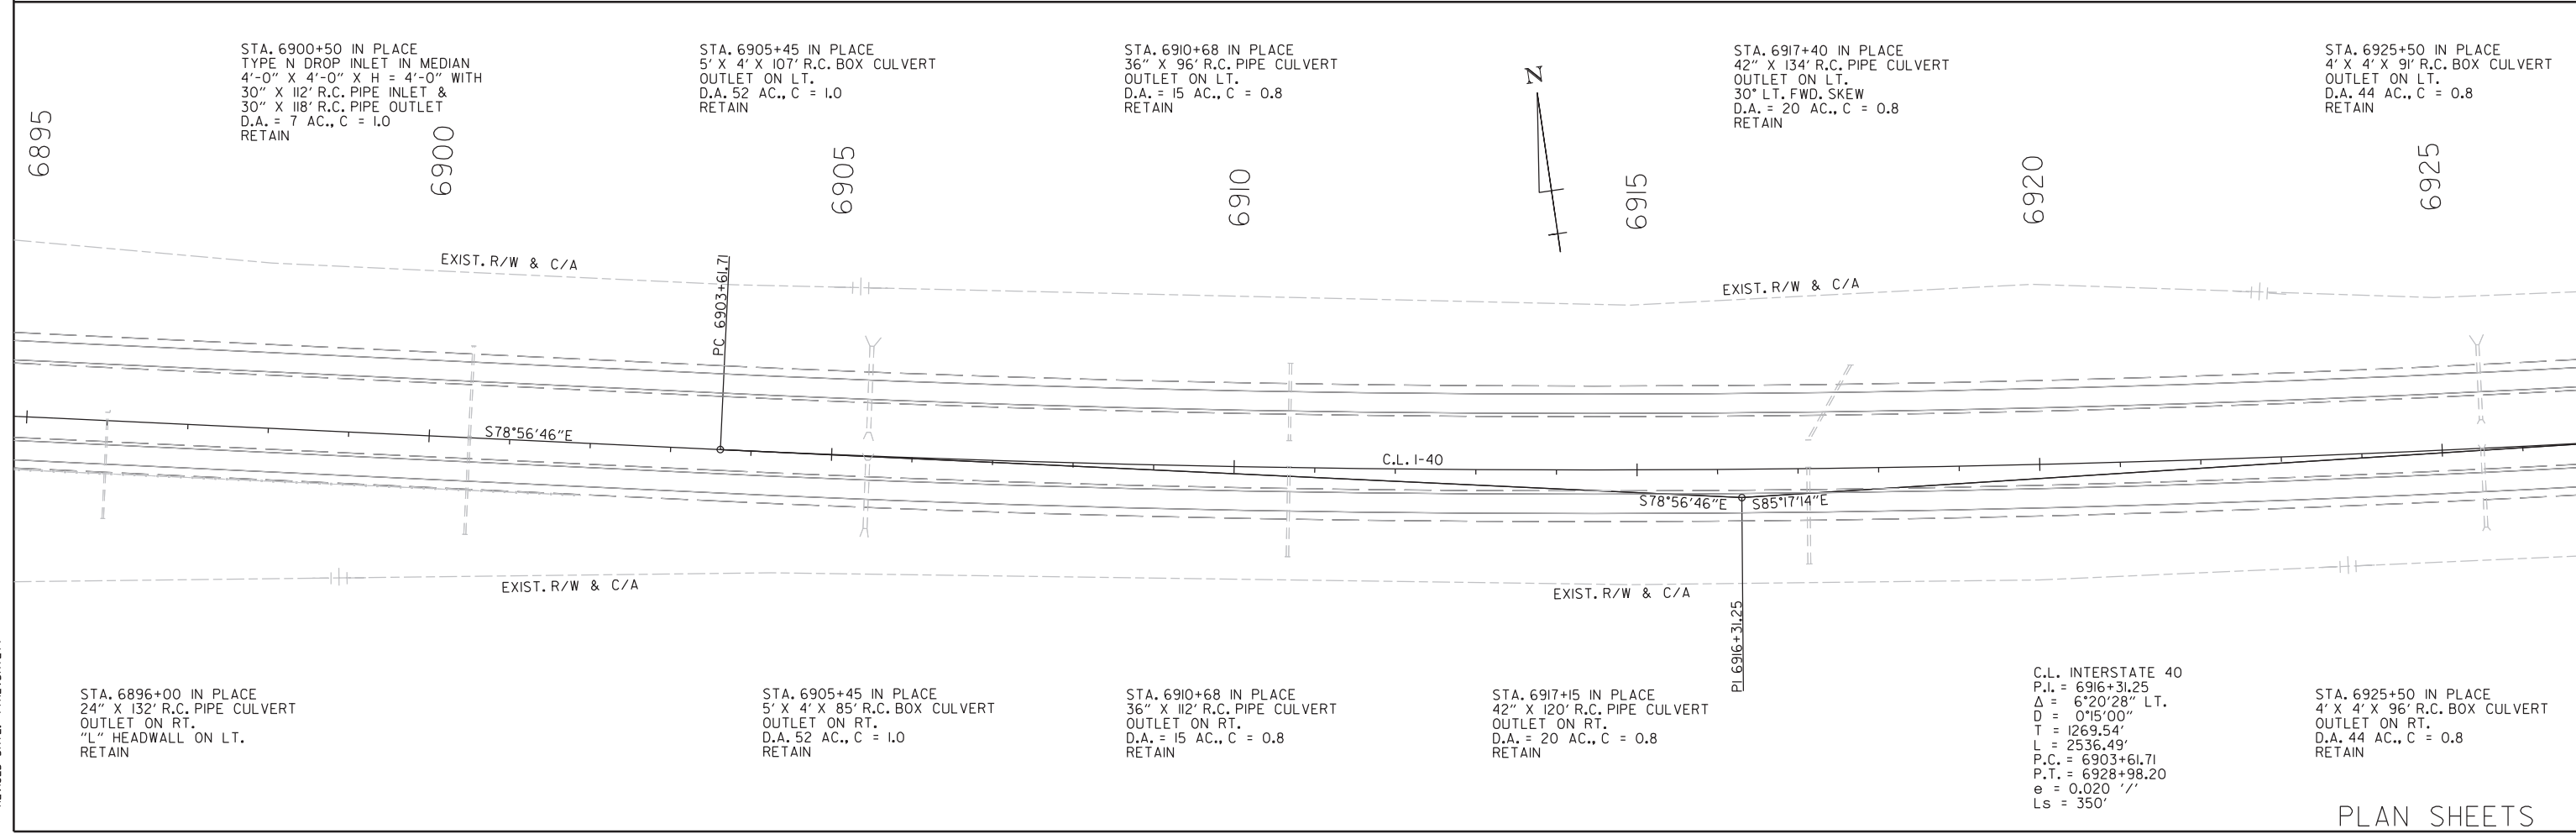 STA. 6900+50 IN PLACE
TYPE N DROP INLET IN MEDIAN
4'-0" X 4'-0" X H = 4'-0" WITH
30" X 112' R.C. PIPE INLET &
30" X 118' R.C. PIPE OUTLET
D.A. = 7 AC., C = 1.0
RETAIN
STA. 6905+45 IN PLACE
5' X 4' X 107' R.C. BOX CULVERT
OUTLET ON LT.
D.A. 52 AC., C = 1.0
RETAIN
STA. 6910+68 IN PLACE
36" X 96' R.C. PIPE CULVERT
OUTLET ON LT.
D.A. = 15 AC., C = 0.8
RETAIN
N
STA. 6917+40 IN PLACE
42" X 134' R.C. PIPE CULVERT
OUTLET ON LT.
30° LT. FWD. SKEW
D.A. = 20 AC., C = 0.8
RETAIN
STA. 6925+50 IN PLACE
4' X 4' X 91' R.C. BOX CULVERT
OUTLET ON LT.
D.A. 44 AC., C = 0.8
RETAIN
6895
6900
6905
6910
6915
6920
6925
EXIST. R/W & C/A
PC 6903+61.71
EXIST. R/W & C/A
S78°56'46"E
C.L. I-40
S78°56'46"E
S85°17'14"E
EXIST. R/W & C/A
EXIST. R/W & C/A
PI 6916+31.25
STA. 6896+00 IN PLACE
24" X 132' R.C. PIPE CULVERT
OUTLET ON RT.
"L" HEADWALL ON LT.
RETAIN
STA. 6905+45 IN PLACE
5' X 4' X 85' R.C. BOX CULVERT
OUTLET ON RT.
D.A. 52 AC., C = 1.0
RETAIN
STA. 6910+68 IN PLACE
36" X 112' R.C. PIPE CULVERT
OUTLET ON RT.
D.A. = 15 AC., C = 0.8
RETAIN
STA. 6917+15 IN PLACE
42" X 120' R.C. PIPE CULVERT
OUTLET ON RT.
D.A. = 20 AC., C = 0.8
RETAIN
C.L. INTERSTATE 40
P.I. = 6916+31.25
Δ = 6°20'28" LT.
D = 0°15'00"
T = 1269.54'
L = 2536.49'
P.C. = 6903+61.71
P.T. = 6928+98.20
e = 0.020 '/'
Ls = 350'
STA. 6925+50 IN PLACE
4' X 4' X 96' R.C. BOX CULVERT
OUTLET ON RT.
D.A. 44 AC., C = 0.8
RETAIN
PLAN SHEETS